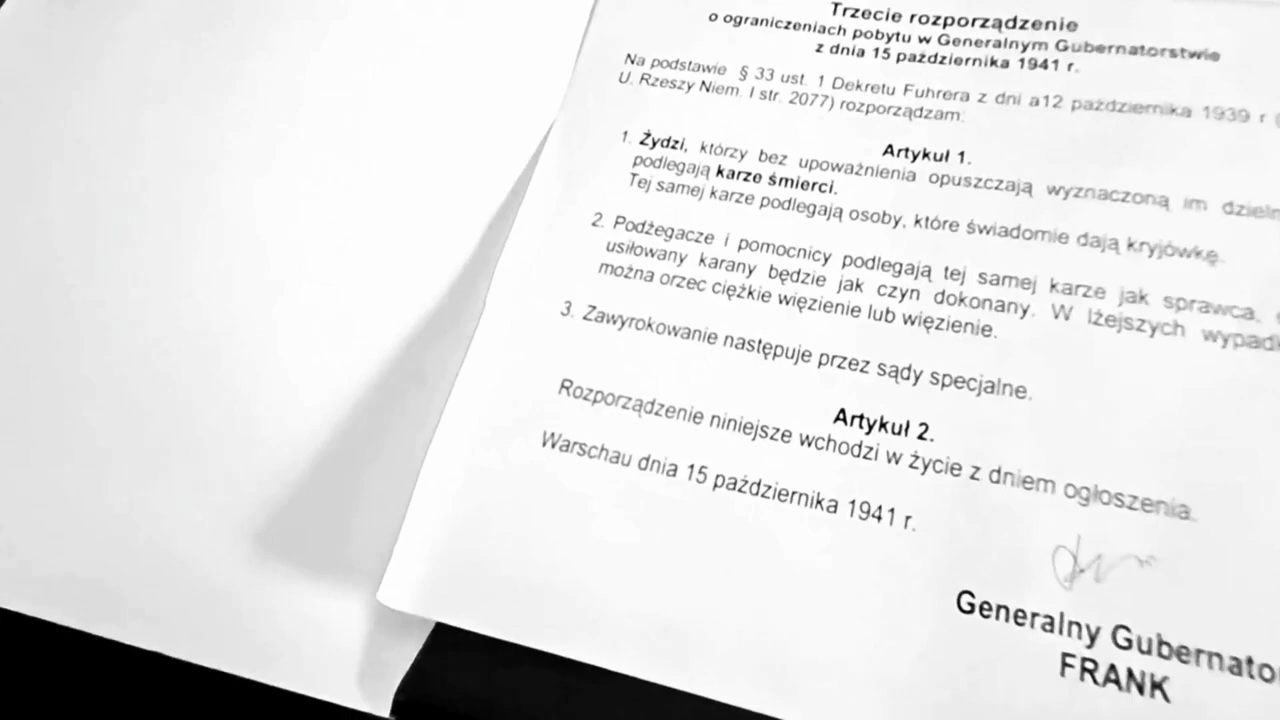 Trzecie rozporządzenie
o ograniczeniach pobytu w Generalnym Gubernatorstwie
z dnia 15 października 1941 r.
Na podstawie § 33 ust. 1 Dekretu Fuhrera z dni a12 października 1939 r
U. Rzeszy Niem. I str. 2077) rozporządzam:
Artykuł 1.
1. Żydzi, którzy bez upoważnienia opuszczają wyznaczoną im
podlegają karze śmierci.
Tej samej karze podlegają osoby, które świadomie dają kryjówkę.
2. Podżegacze i pomocnicy podlegają tej samej karze jak sprawca,
usiłowany karany będzie jak czyn dokonany. W lżejszych
można orzec ciężkie więzienie lub więzienie.
3. Zawyrokowanie następuje przez sądy specjalne.
Artykuł 2.
Rozporządzenie niniejsze wchodzi w życie z dniem ogłoszenia.
Warschau dnia 15 października 1941 r.
Generalny
FRANK